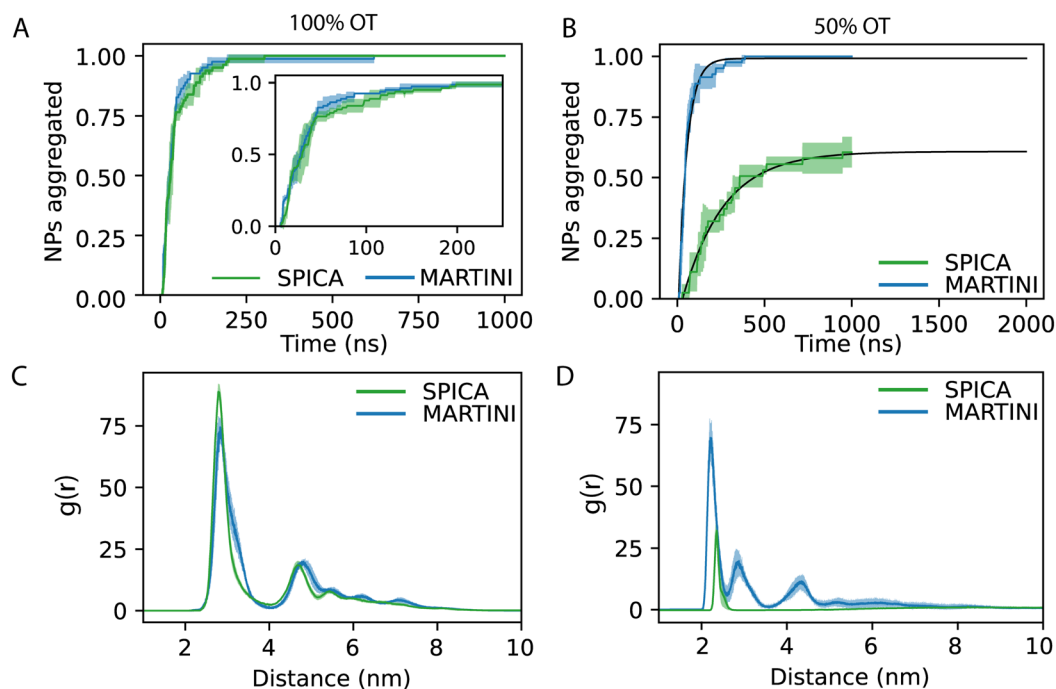 A
100% OT
B
50% OT
NPs aggregated
1.00
0.75
0.50
0.25
0.00
1.0
0.5
0.0
0
100
200
SPICA
MARTINI
0
250
500
750
1000
Time (ns)
NPs aggregated
1.00
0.75
0.50
0.25
0.00
SPICA
MARTINI
0
500
1000
1500
2000
Time (ns)
C
g(r)
75
50
25
0
SPICA
MARTINI
2
4
6
8
10
Distance (nm)
D
g(r)
75
50
25
0
SPICA
MARTINI
2
4
6
8
10
Distance (nm)